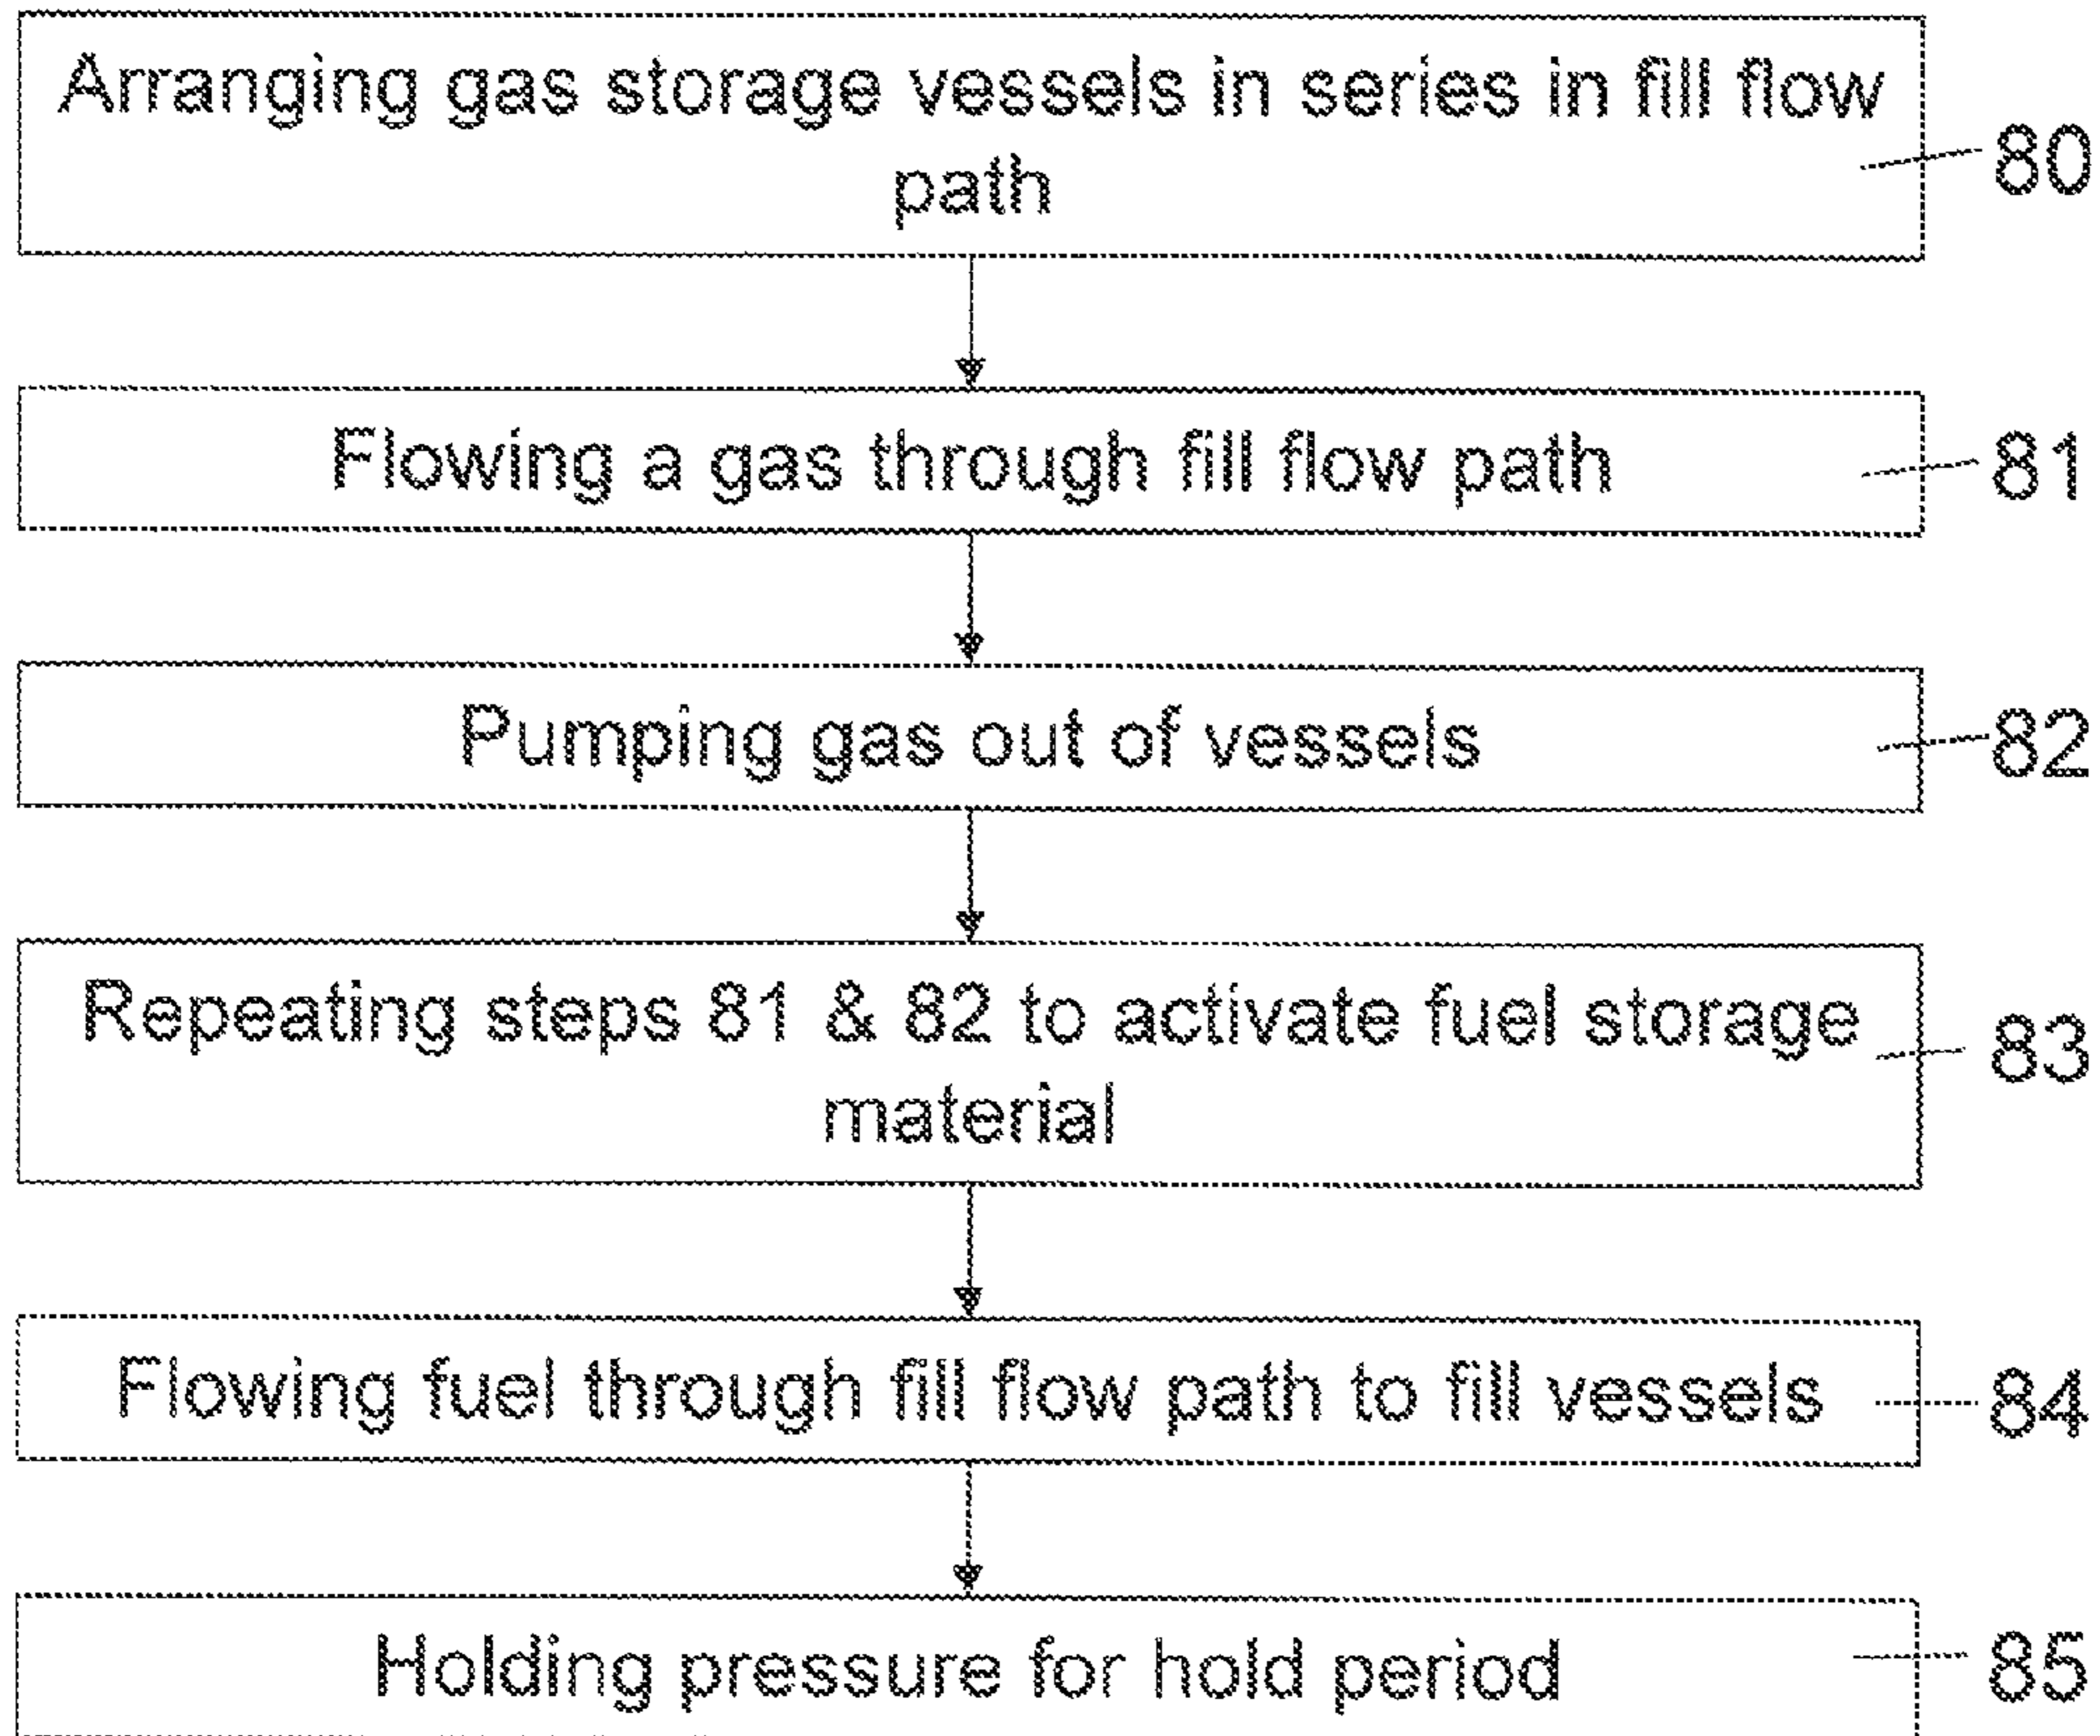 Arranging gas storage vessels in series in fill flow
path
80
Flowing a gas through fill flow path
81
Pumping gas out of vessels
82
Repeating steps 81 & 82 to activate fuel storage
material
83
Flowing fuel through fill flow path to fill vessels
84
Holding pressure for hold period
85